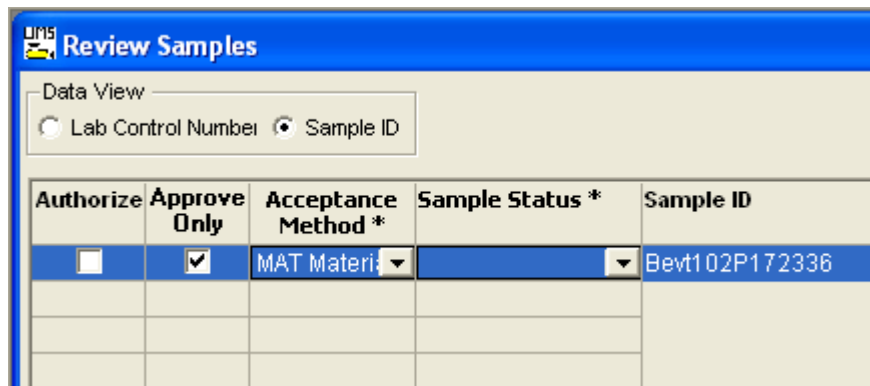 LIMS
Review Samples
Data View
Lab Control Number Sample ID
Authorize Approve Only Acceptance Method * Sample Status * Sample ID
MAT Materi Bevt102P172336